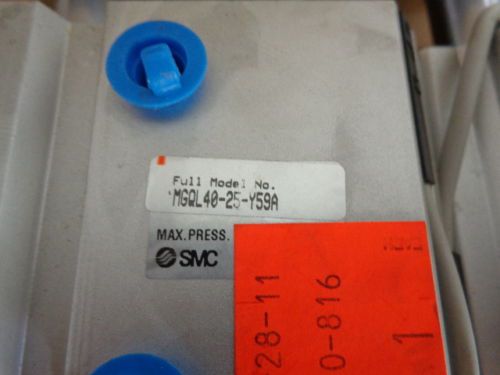 Full Model No.
MGQL40-25-Y59A
MAX. PRESS.
SMC
28-11
0-816
1